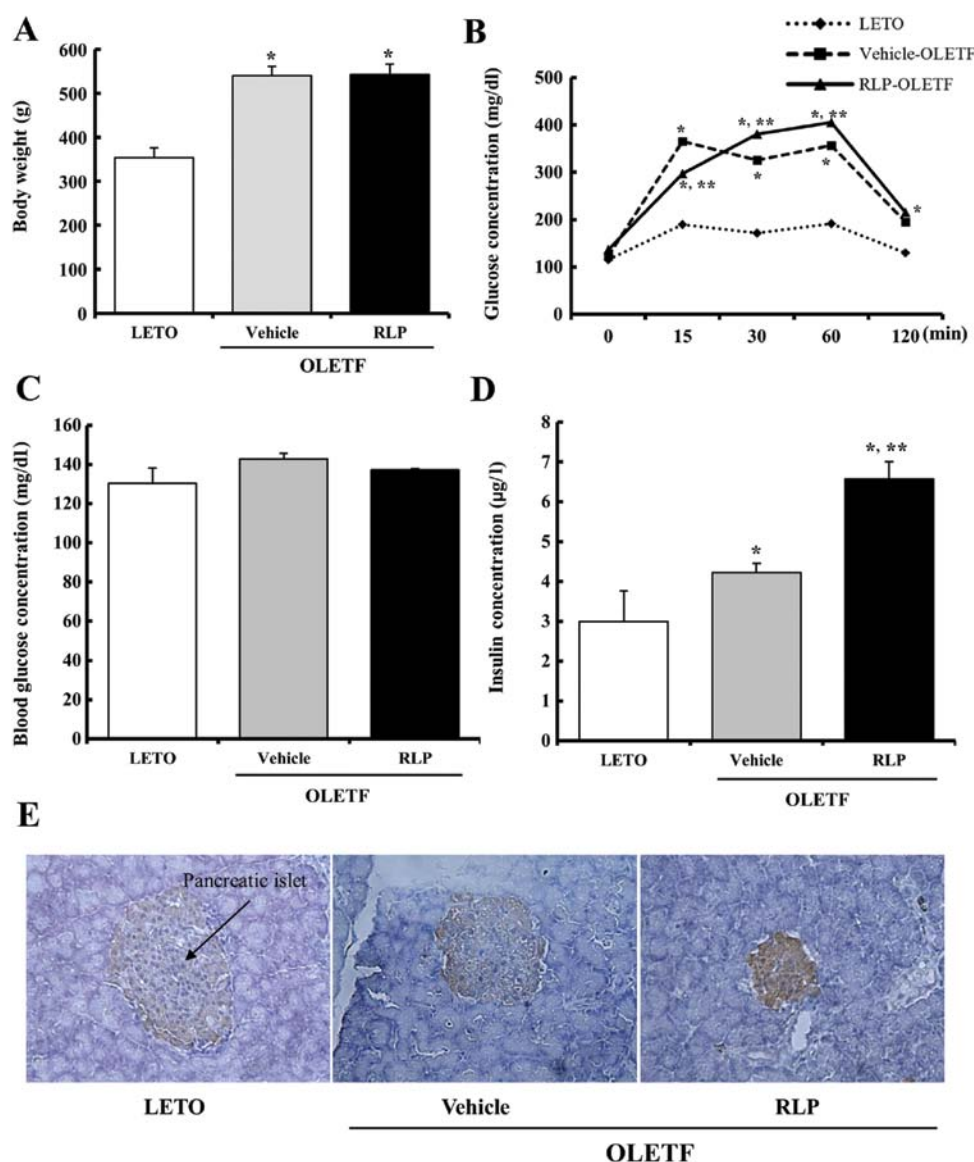 A
Body weight (g)
600
500
400
300
200
100
0
*
*
LETO
Vehicle
RLP
OLETF
B
LETO
Vehicle-OLETF
RLP-OLETF
Glucose concentration (mg/dl)
500
400
300
200
100
0
*
*, **
*, **
*, **
*
*
*
0 15 30 60 120 (min)
C
Blood glucose concentration (mg/dl)
160
140
120
100
80
60
40
20
0
LETO
Vehicle
RLP
OLETF
D
Insulin concentration (µg/l)
8
7
6
5
4
3
2
1
0
*
*, **
LETO
Vehicle
RLP
OLETF
E
Pancreatic islet
LETO
Vehicle
RLP
OLETF